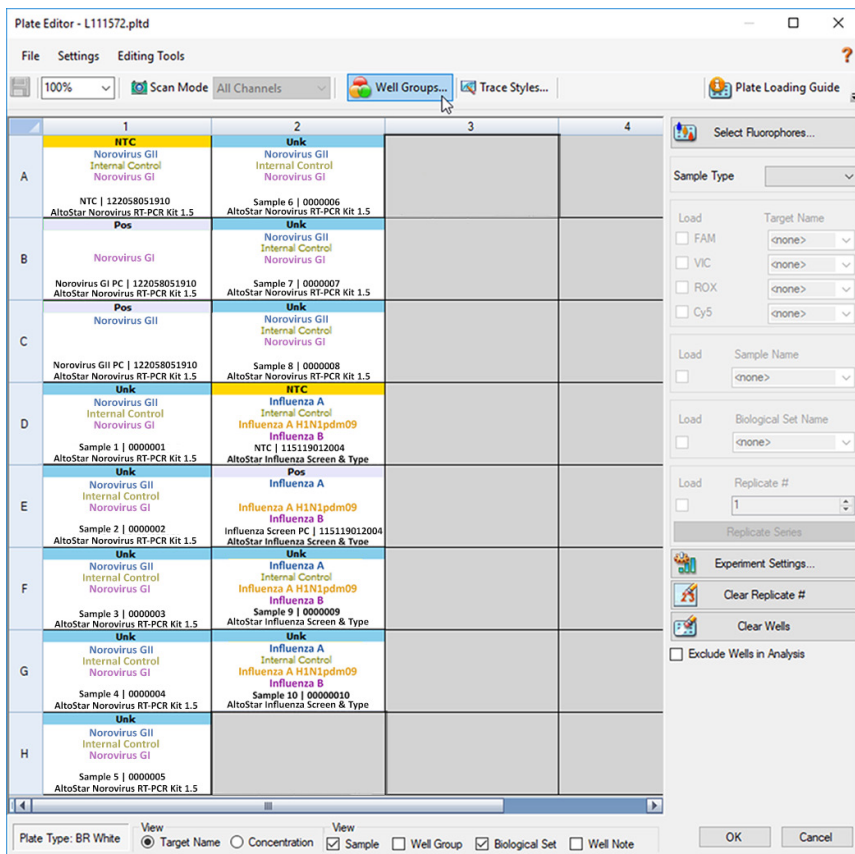 Plate Editor - L111572.pltd
File Settings Editing Tools ?
100% Scan Mode All Channels Well Groups... Trace Styles... Plate Loading Guide
1 2 3 4
A
NTC
Norovirus GII
Internal Control
Norovirus GI
NTC | 122058051910
AltoStar Norovirus RT-PCR Kit 1.5
Unk
Norovirus GII
Internal Control
Norovirus GI
Sample 6 | 0000006
AltoStar Norovirus RT-PCR Kit 1.5
B
Pos
Norovirus GI
Norovirus GI PC | 122058051910
AltoStar Norovirus RT-PCR Kit 1.5
Unk
Norovirus GII
Internal Control
Norovirus GI
Sample 7 | 0000007
AltoStar Norovirus RT-PCR Kit 1.5
C
Pos
Norovirus GII
Norovirus GII PC | 122058051910
AltoStar Norovirus RT-PCR Kit 1.5
Unk
Norovirus GII
Internal Control
Norovirus GI
Sample 8 | 0000008
AltoStar Norovirus RT-PCR Kit 1.5
D
Unk
Norovirus GII
Internal Control
Norovirus GI
Sample 1 | 0000001
AltoStar Norovirus RT-PCR Kit 1.5
NTC
Influenza A
Internal Control
Influenza A H1N1pdm09
Influenza B
NTC | 115119012004
AltoStar Influenza Screen & Type
E
Unk
Norovirus GII
Internal Control
Norovirus GI
Sample 2 | 0000002
AltoStar Norovirus RT-PCR Kit 1.5
Pos
Influenza A
Influenza A H1N1pdm09
Influenza B
Influenza Screen PC | 115119012004
AltoStar Influenza Screen & Type
F
Unk
Norovirus GII
Internal Control
Norovirus GI
Sample 3 | 0000003
AltoStar Norovirus RT-PCR Kit 1.5
Unk
Influenza A
Internal Control
Influenza A H1N1pdm09
Influenza B
Sample 9 | 0000009
AltoStar Influenza Screen & Type
G
Unk
Norovirus GII
Internal Control
Norovirus GI
Sample 4 | 0000004
AltoStar Norovirus RT-PCR Kit 1.5
Unk
Influenza A
Internal Control
Influenza A H1N1pdm09
Influenza B
Sample 10 | 00000010
AltoStar Influenza Screen & Type
H
Unk
Norovirus GII
Internal Control
Norovirus GI
Sample 5 | 0000005
AltoStar Norovirus RT-PCR Kit 1.5
Select Fluorophores...
Sample Type
Load Target Name
FAM <none>
VIC <none>
ROX <none>
Cy5 <none>
Load Sample Name
<none>
Load Biological Set Name
<none>
Load Replicate #
1
Replicate Series
Experiment Settings...
Clear Replicate #
Clear Wells
Exclude Wells in Analysis
Plate Type: BR White
View
Target Name Concentration
View
Sample Well Group Biological Set Well Note
OK Cancel